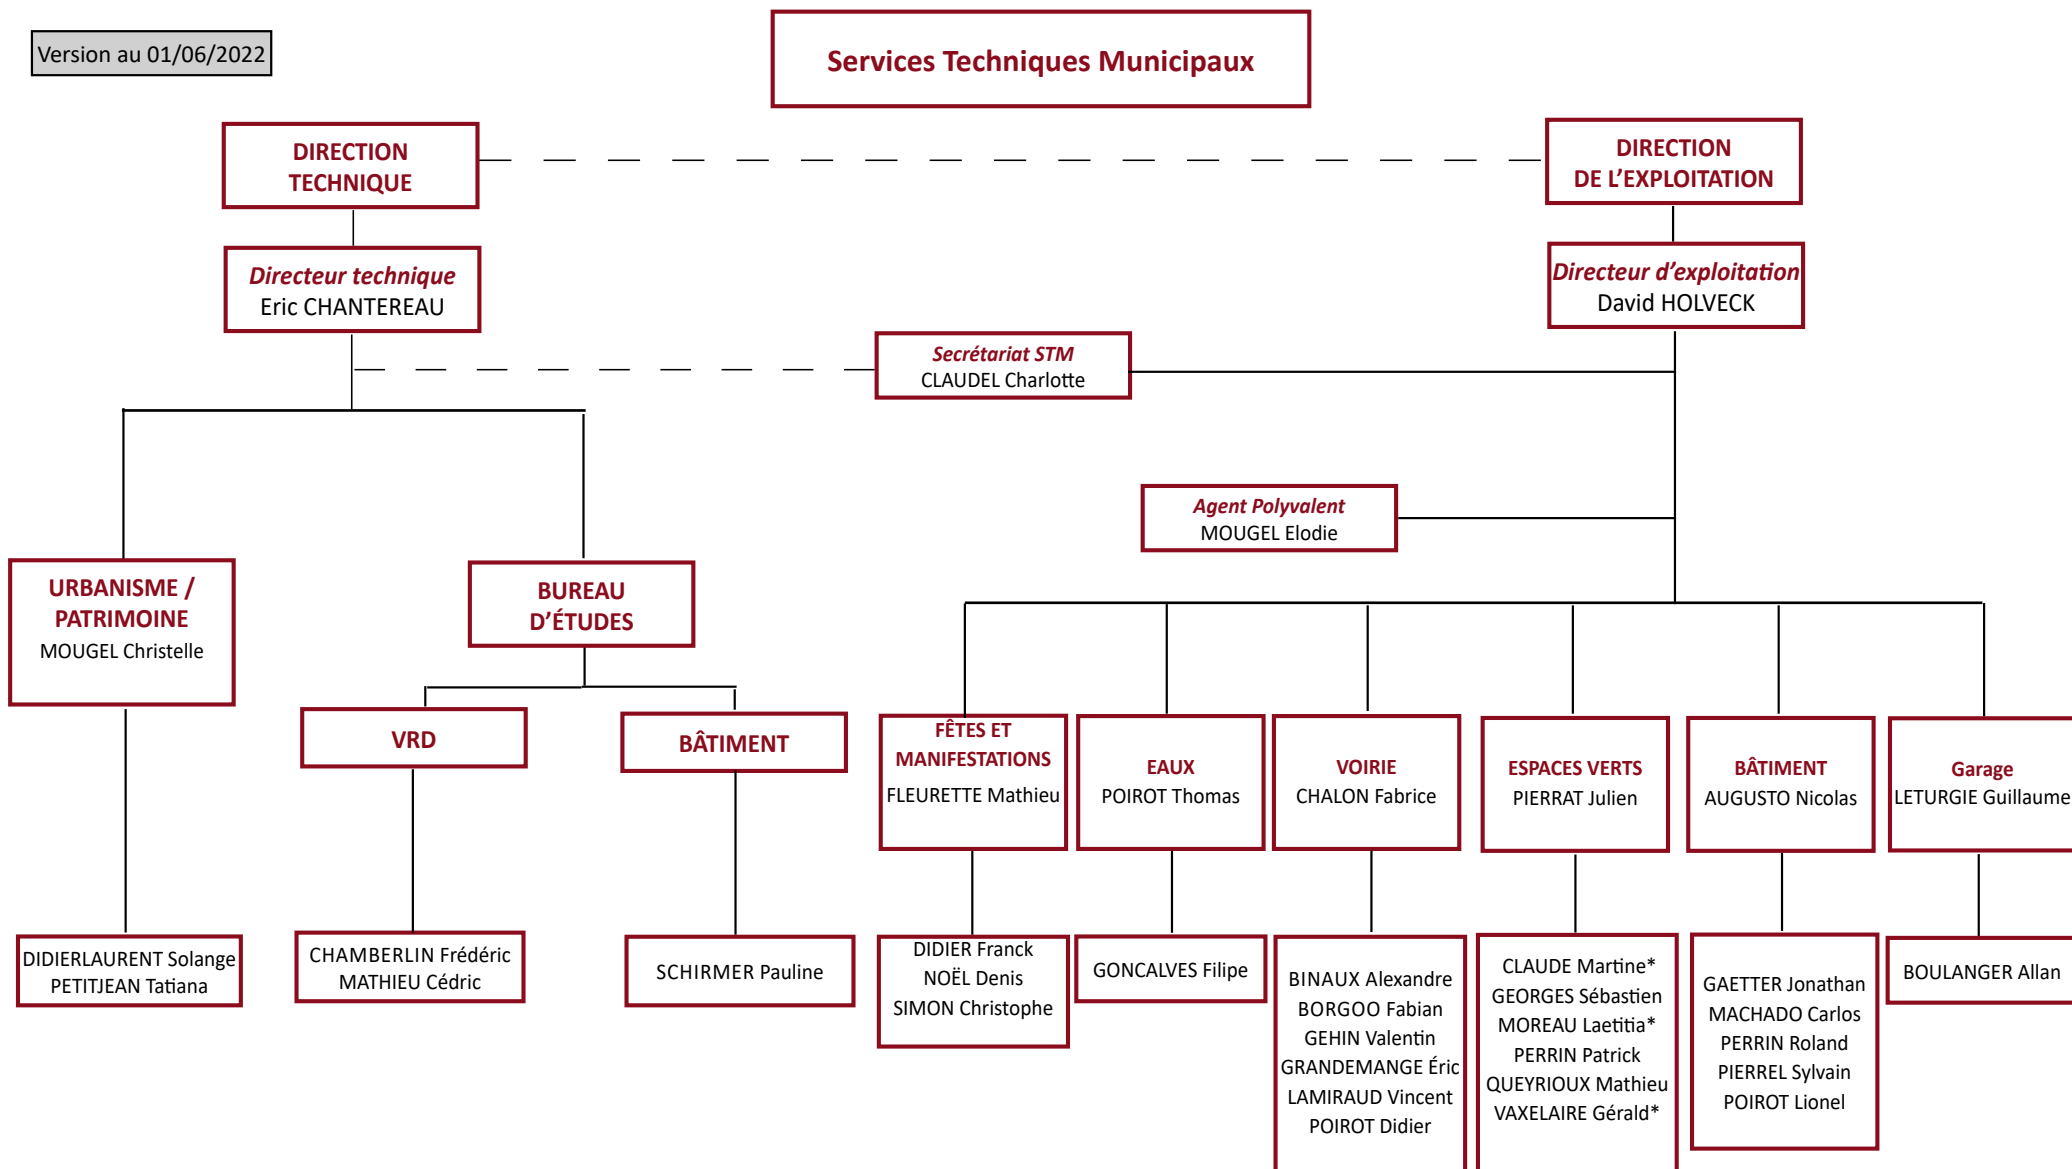 Version au 01/06/2022
Services Techniques Municipaux
DIRECTION
TECHNIQUE
DIRECTION
DE L’EXPLOITATION
Directeur technique
Eric CHANTEREAU
Directeur d’exploitation
David HOLVECK
Secrétariat STM
CLAUDEL Charlotte
Agent Polyvalent
MOUGEL Elodie
URBANISME /
PATRIMOINE
MOUGEL Christelle
BUREAU
D’ÉTUDES
VRD
BÂTIMENT
FÊTES ET
MANIFESTATIONS
FLEURETTE Mathieu
EAUX
POIROT Thomas
VOIRIE
CHALON Fabrice
ESPACES VERTS
PIERRAT Julien
BÂTIMENT
AUGUSTO Nicolas
Garage
LETURGIE Guillaume
DIDIERLAURENT Solange
PETITJEAN Tatiana
CHAMBERLIN Frédéric
MATHIEU Cédric
SCHIRMER Pauline
DIDIER Franck
NOËL Denis
SIMON Christophe
GONCALVES Filipe
BINAUX Alexandre
BORGOO Fabian
GEHIN Valentin
GRANDEMANGE Éric
LAMIRAUD Vincent
POIROT Didier
CLAUDE Martine*
GEORGES Sébastien
MOREAU Laetitia*
PERRIN Patrick
QUEYRIOUX Mathieu
VAXELAIRE Gérald*
GAETTER Jonathan
MACHADO Carlos
PERRIN Roland
PIERREL Sylvain
POIROT Lionel
BOULANGER Allan